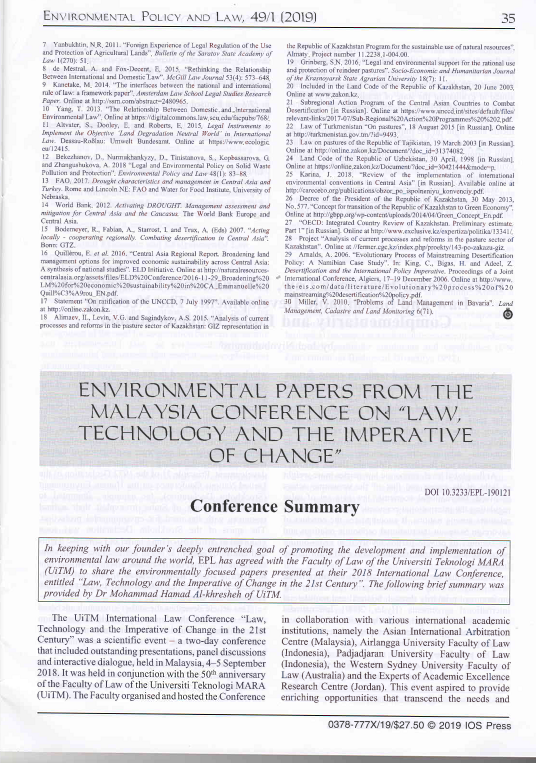 ENVIRONMENTAL POLICY AND LAW, 49/1 (2019) 35
7 Yanbukhtin, N.R. 2011. "Foreign Experience of Legal Regulation of the Use
and Protection of Agricultural Lands", Bulletin of the Saratov State Academy of
Law 1(270): 51.
8 de Mestral, A. and Fox-Decent, E. 2015. "Rethinking the Relationship
Between International and Domestic Law". McGill Law Journal 53(4): 573–648.
9 Kanetake, M. 2014. "The interfaces between the national and international
rule of law: a framework paper". Amsterdam Law School Legal Studies Research
Paper. Online at http://ssrn.com/abstract=2480965.
10 Yang, T. 2013. "The Relationship Between Domestic and International
Environmental Law". Online at https://digitalcommons.law.scu.edu/facpubs/768/.
11 Altvater, S., Dooley, E. and Roberts, E. 2015. Legal Instruments to
Implement the Objective 'Land Degradation Neutral World' in International
Law. Dessau-Roßlau: Umwelt Bundesamt. Online at https://www.ecologic.
eu/12415.
12 Bekezhanov, D., Nurmukhankyzy, D., Tinistanova, S., Kopbasarova, G.
and Zhangushukova, A. 2018 "Legal and Environmental Policy on Solid Waste
Pollution and Protection", Environmental Policy and Law 48(1): 83–88.
13 FAO, 2017. Drought characteristics and management in Central Asia and
Turkey. Rome and Lincoln NE: FAO and Water for Food Institute, University of
Nebraska.
14 World Bank, 2012. Activating DROUGHT. Management assessment and
mitigation for Central Asia and the Caucasus. The World Bank Europe and
Central Asia.
15 Bodemeyer, R., Fabian, A., Starrost, I. and Trux, A. (Eds) 2007. "Acting
locally - cooperating regionally. Combating desertification in Central Asia".
Bonn: GTZ.
16 Quillérou, E. et al. 2016. "Central Asia Regional Report. Broadening land
management options for improved economic sustainability across Central Asia:
A synthesis of national studies". ELD Initiative. Online at http://naturalresources-
centralasia.org/assets/files/ELD%20Conference/2016-11-29_Broadening%20
LM%20for%20economic%20sustainability%20in%20CA_Emmanuelle%20
Quill%C3%A9rou_EN.pdf.
17 Statement "On ratification of the UNCCD, 7 July 1997". Available online
at http://online.zakon.kz.
18 Alimaev, I.I., Levin, V.G. and Sagindykov, A.S. 2015. "Analysis of current
processes and reforms in the pasture sector of Kazakhstan: GIZ representation in
the Republic of Kazakhstan Program for the sustainable use of natural resources".
Almaty, Project number 11.2238.1-004.00.
19 Grinberg, S.N. 2016. "Legal and environmental support for the rational use
and protection of reindeer pastures". Socio-Economic and Humanitarian Journal
of the Krasnoyarsk State Agrarian University 18(7): 11.
20 Included in the Land Code of the Republic of Kazakhstan, 20 June 2003.
Online at www.zakon.kz.
21 Subregional Action Program of the Central Asian Countries to Combat
Desertification [in Russian]. Online at https://www.unccd.int/sites/default/files/
relevant-links/2017-07/Sub-Regional%20Action%20Programmes%20%202.pdf.
22 Law of Turkmenistan "On pastures", 18 August 2015 [in Russian]. Online
at http://turkmenistan.gov.tm/?id=9493.
23 Law on pastures of the Republic of Tajikistan, 19 March 2003 [in Russian].
Online at http://online.zakon.kz/Document/?doc_id=31374082.
24 Land Code of the Republic of Uzbekistan, 30 April, 1998 [in Russian].
Online at https://online.zakon.kz/Document/?doc_id=30421444&mode=p.
25 Karina, J. 2018. "Review of the implementation of international
environmental conventions in Central Asia" [in Russian]. Available online at
26 Decree of the President of the Republic of Kazakhstan, 30 May 2013,
No. 577, "Concept for transition of the Republic of Kazakhstan to Green Economy".
Online at http://gbpp.org/wp-content/uploads/2014/04/Green_Concept_En.pdf.
27 "OECD: Integrated Country Review of Kazakhstan. Preliminary estimate.
Part 1" [in Russian]. Online at http://www.exclusive.kz/expertiza/politika/13341/.
28 Project "Analysis of current processes and reforms in the pasture sector of
Kazakhstan". Online at
29 Amalds, A. 2006. "Evolutionary Process of Mainstreaming Desertification
Policy: A Namibian Case Study". In: King, C., Bigas, H. and Adeel, Z.
Desertification and the International Policy Imperative. Proceedings of a Joint
International Conference, Algiers, 17–19 December 2006. Online at http://www.
theieis.com/data/literature/Evolutionary%20process%20of%20
mainstreaming%20desertification%20policy.pdf.
30 Miller, V. 2010. "Problems of Land Management in Bavaria". Land
Management, Cadastre and Land Monitoring 6(71).
ENVIRONMENTAL PAPERS FROM THE
MALAYSIA CONFERENCE ON "LAW,
TECHNOLOGY AND THE IMPERATIVE
OF CHANGE"
DOI 10.3233/EPL-190121
Conference Summary
In keeping with our founder's deeply entrenched goal of promoting the development and implementation of
environmental law around the world, EPL has agreed with the Faculty of Law of the Universiti Teknologi MARA
(UiTM) to share the environmentally focused papers presented at their 2018 International Law Conference,
entitled "Law, Technology and the Imperative of Change in the 21st Century". The following brief summary was
provided by Dr Mohammad Hamad Al-khresheh of UiTM.
The UiTM International Law Conference "Law,
Technology and the Imperative of Change in the 21st
Century" was a scientific event – a two-day conference
that included outstanding presentations, panel discussions
and interactive dialogue, held in Malaysia, 4–5 September
2018. It was held in conjunction with the 50th anniversary
of the Faculty of Law of the Universiti Teknologi MARA
(UiTM). The Faculty organised and hosted the Conference
in collaboration with various international academic
institutions, namely the Asian International Arbitration
Centre (Malaysia), Airlangga University Faculty of Law
(Indonesia), Padjadjaran University Faculty of Law
(Indonesia), the Western Sydney University Faculty of
Law (Australia) and the Experts of Academic Excellence
Research Centre (Jordan). This event aspired to provide
enriching opportunities that transcend the needs and
0378-777X/19/$27.50 © 2019 IOS Press